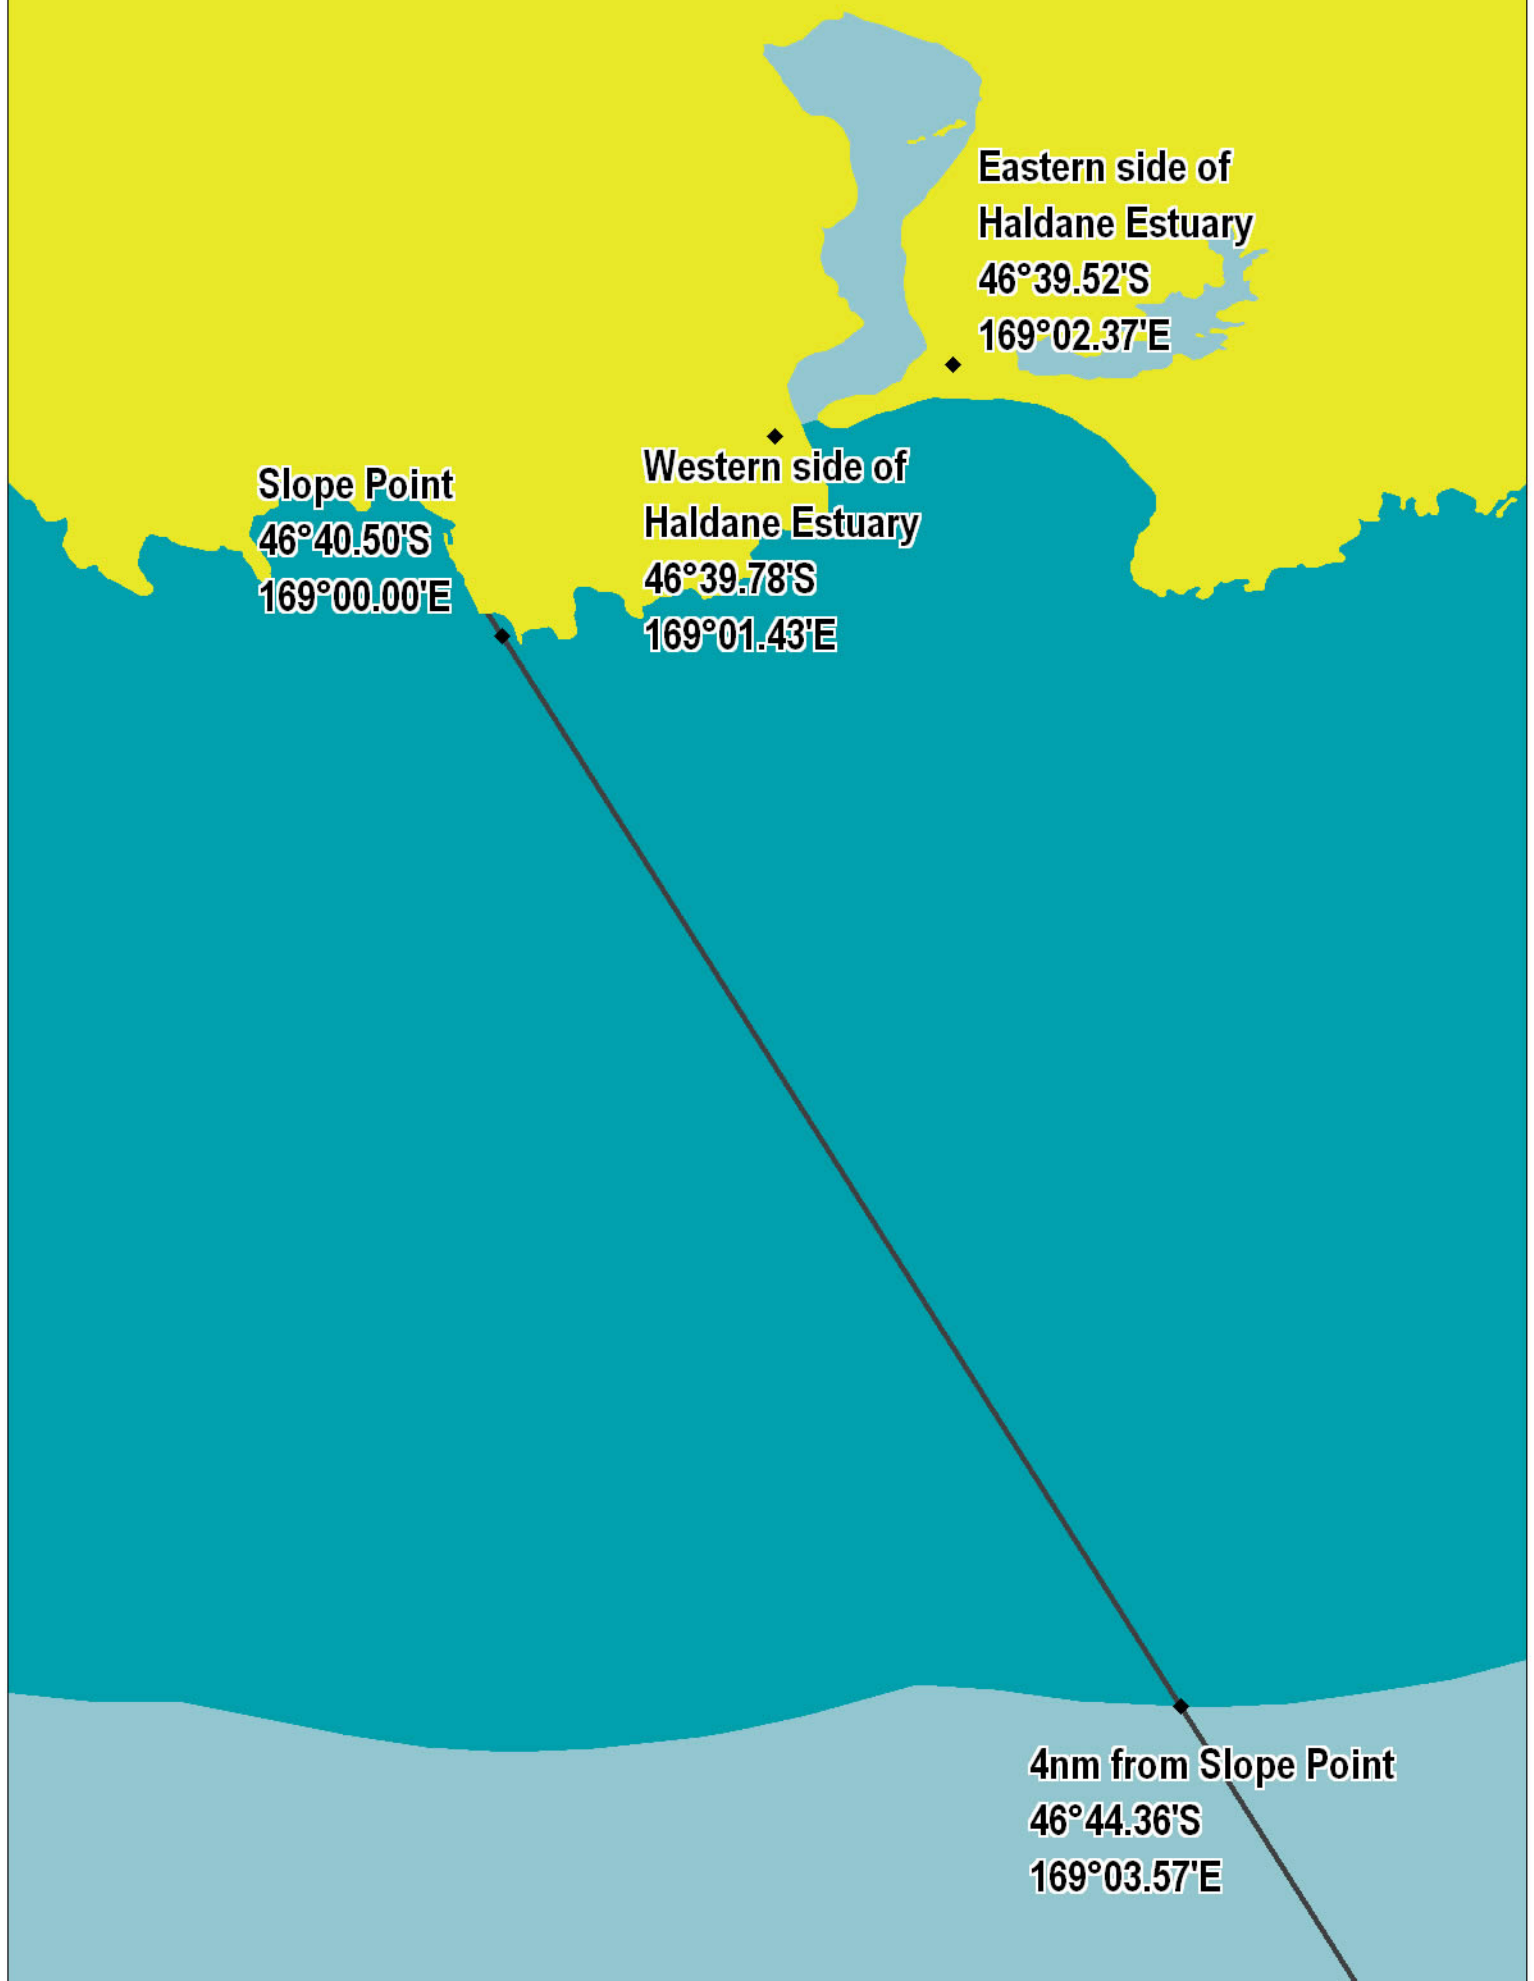 Eastern side of
Haldane Estuary
46°39.52'S
169°02.37'E
Western side of
Haldane Estuary
46°39.78'S
169°01.43'E
Slope Point
46°40.50'S
169°00.00'E
4nm from Slope Point
46°44.36'S
169°03.57'E